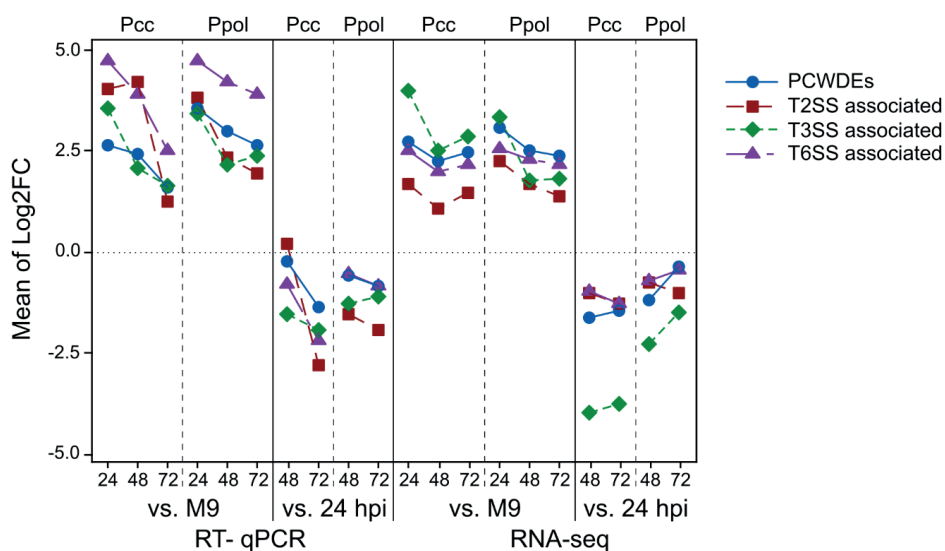 Pcc Ppol Pcc Ppol Pcc Ppol Pcc Ppol
5.0
2.5
0.0
-2.5
-5.0
Mean of Log2FC
PCWDEs
T2SS associated
T3SS associated
T6SS associated
24 48 72 24 48 72 48 72 48 72 24 48 72 24 48 72 48 72 48 72
vs. M9 vs. 24 hpi vs. M9 vs. 24 hpi
RT- qPCR RNA-seq